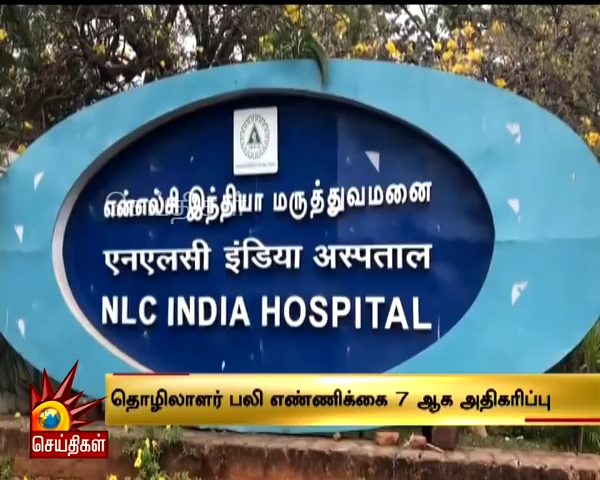 என்எல்சி இந்தியா மருத்துவமனை
एनएलसी इंडिया अस्पताल
NLC INDIA HOSPITAL
தொழிலாளர் பலி எண்ணிக்கை 7 ஆக அதிகரிப்பு
செய்திகள்